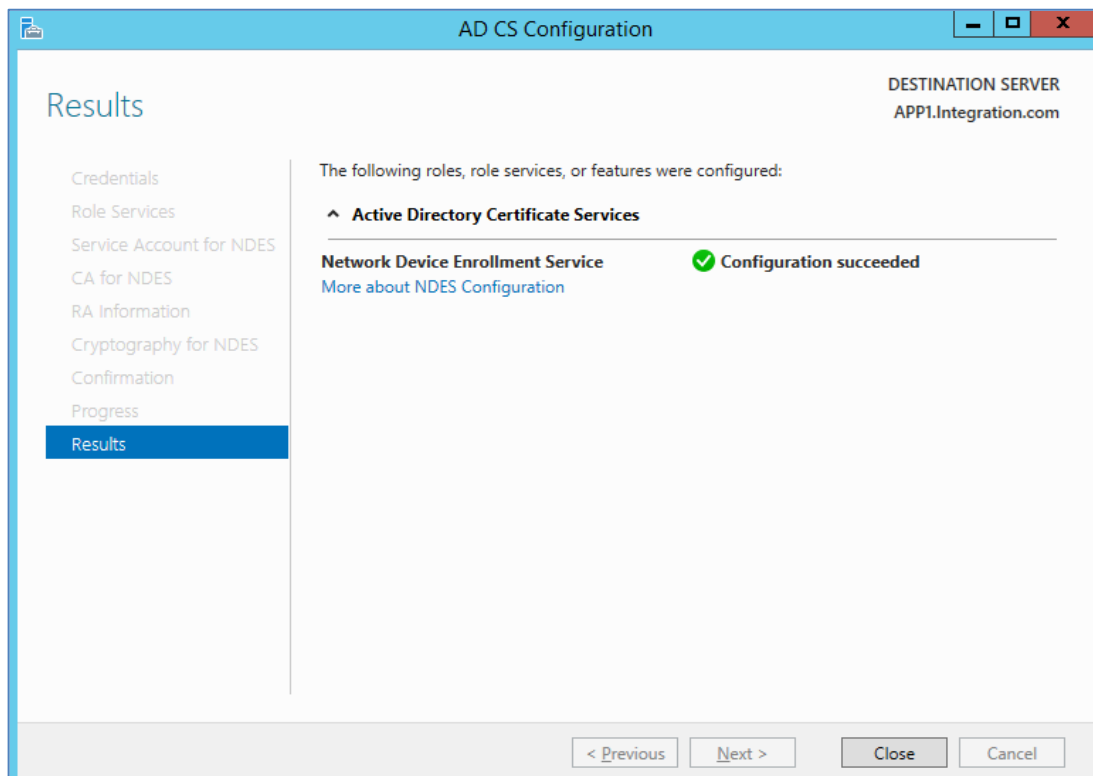 AD CS Configuration
Results
DESTINATION SERVER
APP1.Integration.com
Credentials
Role Services
Service Account for NDES
CA for NDES
RA Information
Cryptography for NDES
Confirmation
Progress
Results
The following roles, role services, or features were configured:
Active Directory Certificate Services
Network Device Enrollment Service
Configuration succeeded
More about NDES Configuration
< Previous
Next >
Close
Cancel